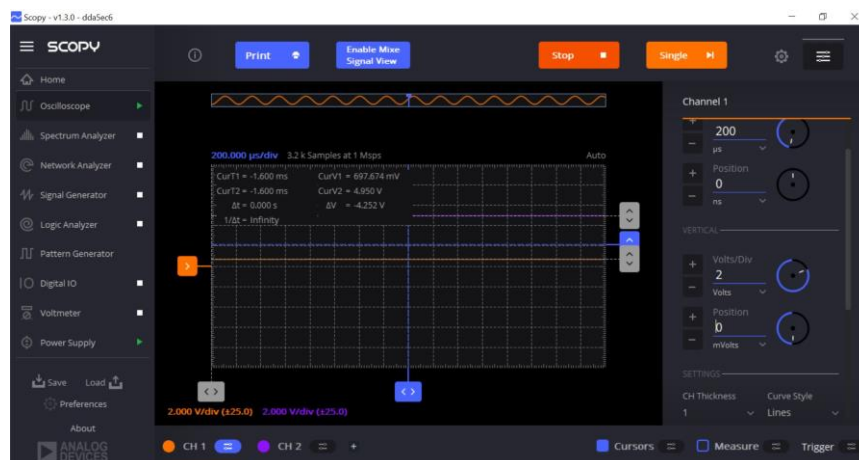 Scopy - v1.3.0 - ddaSec6
SCOPY
Print
Enable Mixe
Signal View
Stop
Single
Home
Oscilloscope
Spectrum Analyzer
Network Analyzer
Signal Generator
Logic Analyzer
Pattern Generator
Digital IO
Voltmeter
Power Supply
Save Load
Preferences
About
ANALOG
DEVICES
200.000 µs/div 3.2 k Samples at 1 Msps Auto
CurT1 = -1.600 ms CurV1 = 697.674 mV
CurT2 = -1.600 ms CurV2 = 4.950 V
Δt = 0.000 s ΔV = -4.252 V
1/Δt = Infinity
2.000 V/div (±25.0) 2.000 V/div (±25.0)
Channel 1
200
µs
Position
0
ns
VERTICAL
Volts/Div
2
Volts
Position
0
mVolts
SETTINGS
CH Thickness Curve Style
1 Lines
CH 1 CH 2 + Cursors Measure Trigger